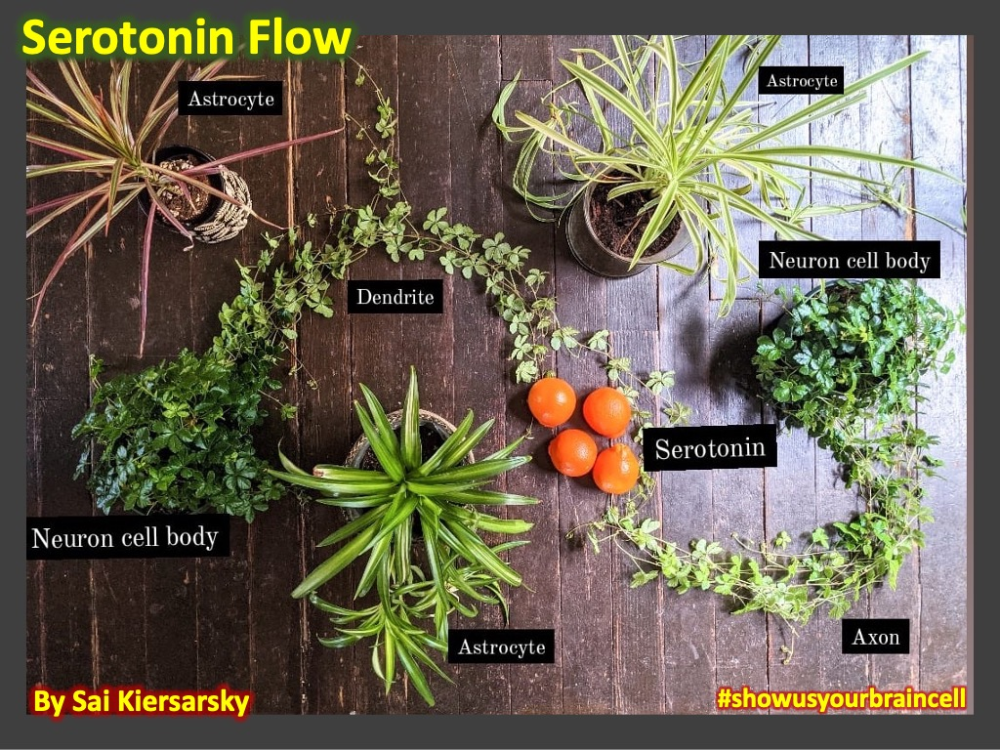 Serotonin Flow
Astrocyte
Astrocyte
Neuron cell body
Dendrite
Serotonin
Neuron cell body
Astrocyte
Axon
By Sai Kiersarsky
#showusyourbraincell